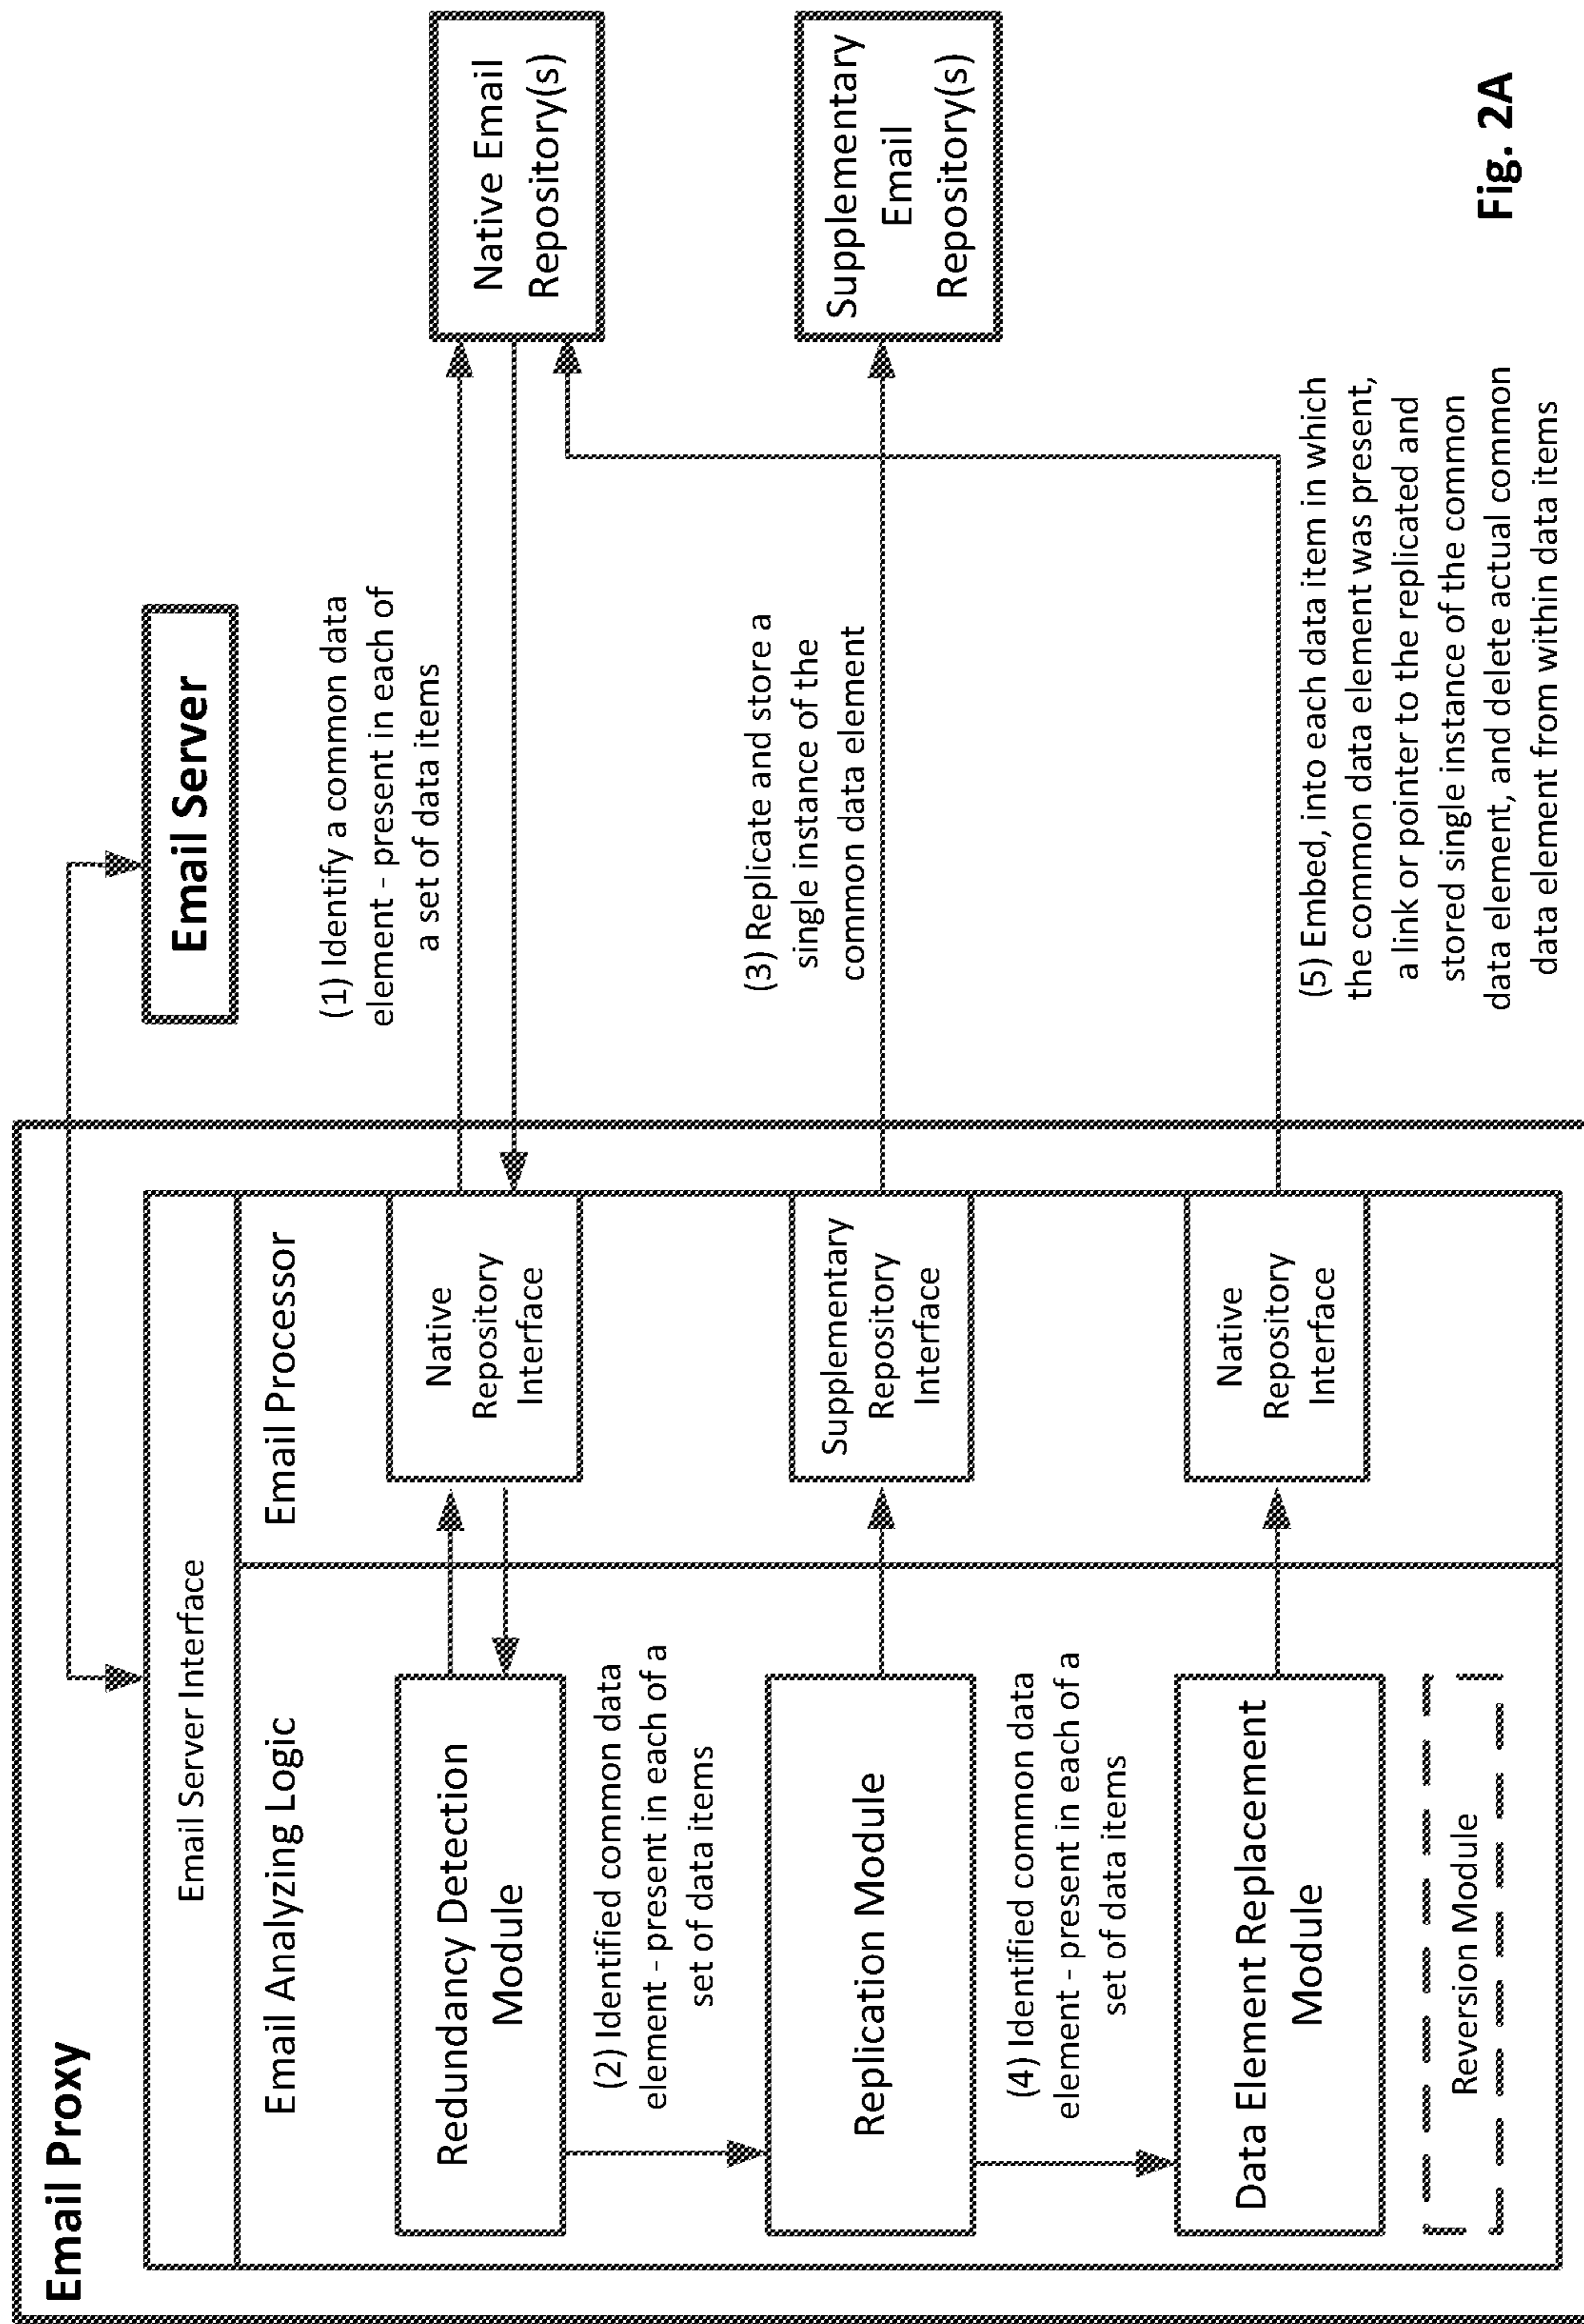 Email Proxy
Email Server
Email Server Interface
Email Analyzing Logic
Email Processor
Redundancy Detection
Module
Native
Repository
Interface
(1) Identify a common data
element - present in each of
a set of data items
Native Email
Repository(s)
(2) Identified common data
element - present in each of a
set of data items
Replication Module
Supplementary
Repository
Interface
(3) Replicate and store a
single instance of the
common data element
Supplementary
Email
Repository(s)
(4) Identified common data
element - present in each of a
set of data items
Data Element Replacement
Module
Native
Repository
Interface
(5) Embed, into each data item in which
the common data element was present,
a link or pointer to the replicated and
stored single instance of the common
data element, and delete actual common
data element from within data items
Reversion Module
Fig. 2A